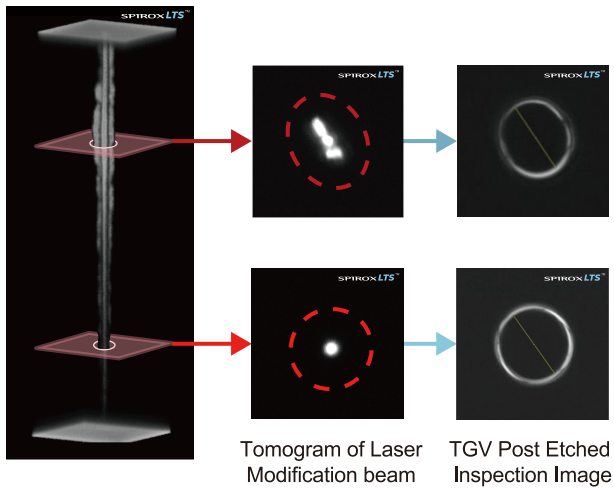 SPIROX LTS™
SPIROX LTS™
SPIROX LTS™
SPIROX LTS™
SPIROX LTS™
Tomogram of Laser
Modification beam
TGV Post Etched
Inspection Image